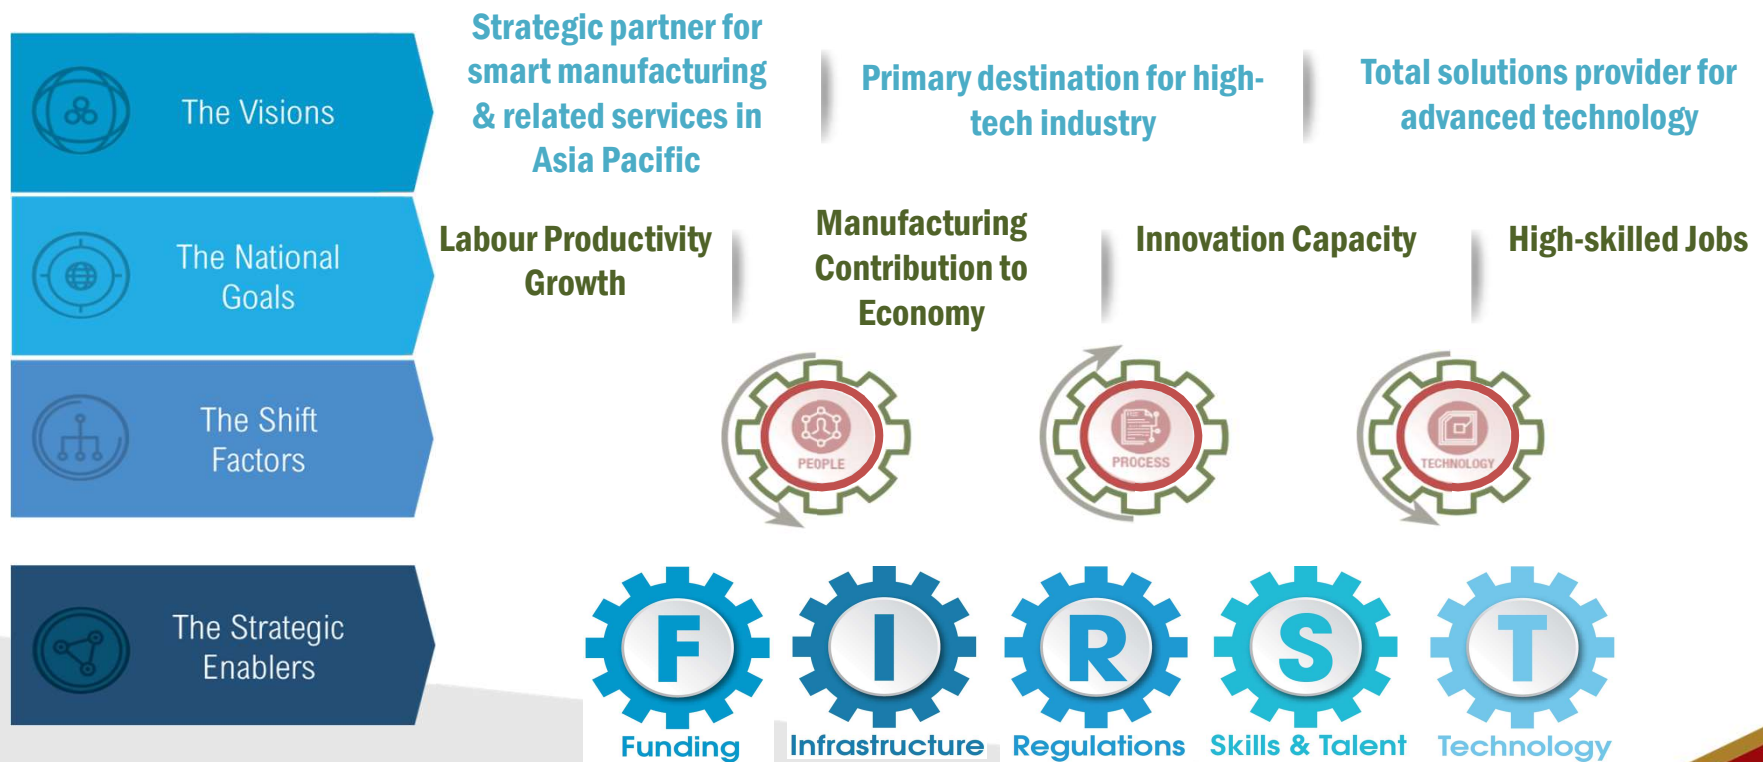 The Visions
Strategic partner for
smart manufacturing
& related services in
Asia Pacific
Primary destination for high-
tech industry
Total solutions provider for
advanced technology
The National
Goals
Labour Productivity
Growth
Manufacturing
Contribution to
Economy
Innovation Capacity
High-skilled Jobs
The Shift
Factors
PEOPLE
PROCESS
TECHNOLOGY
The Strategic
Enablers
F
I
R
S
T
Funding
Infrastructure
Regulations
Skills & Talent
Technology